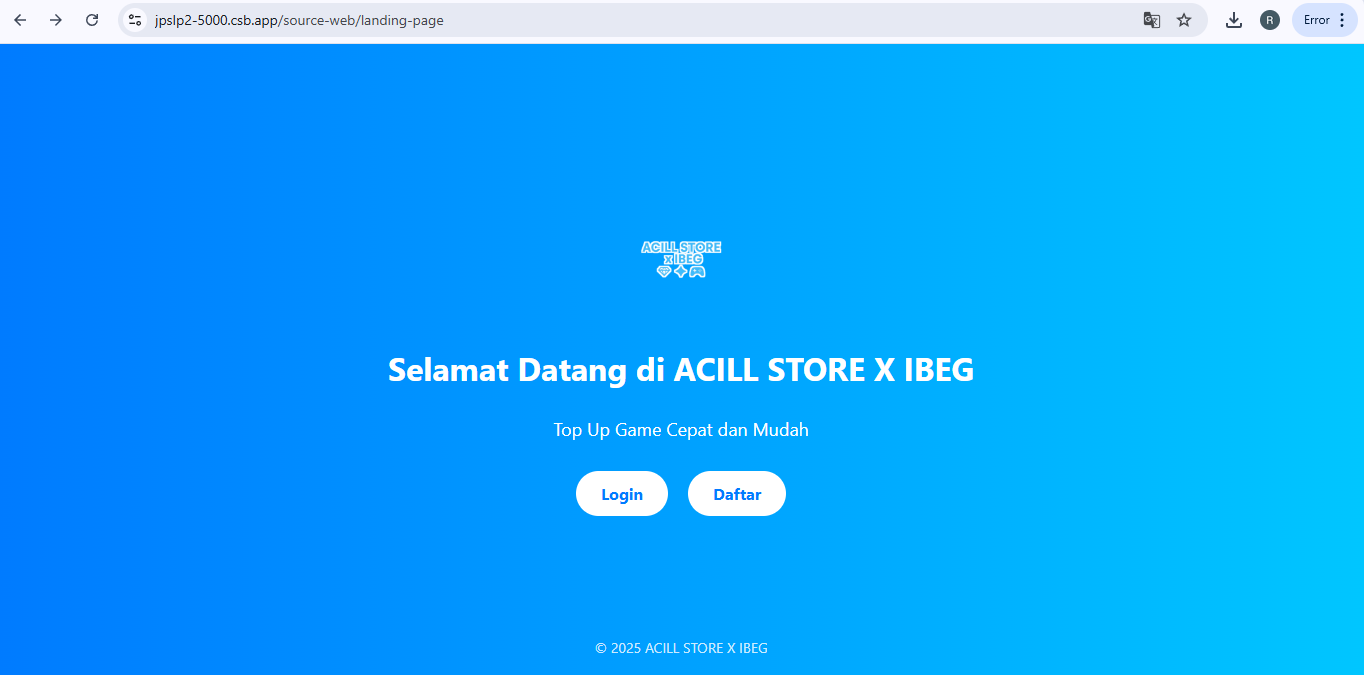 jpslp2-5000.csb.app/source-web/landing-page
R
Error
ACILL STORE
x IBEG
Selamat Datang di ACILL STORE X IBEG
Top Up Game Cepat dan Mudah
Login
Daftar
© 2025 ACILL STORE X IBEG